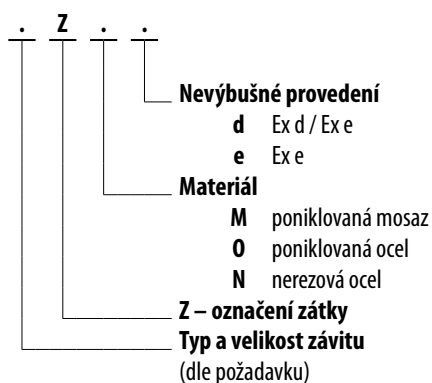 . Z . .
Nevýbušné provedení
d Ex d / Ex e
e Ex e
Materiál
M poniklovaná mosaz
O poniklovaná ocel
N nerezová ocel
Z – označení zátky
Typ a velikost závitu
(dle požadavku)